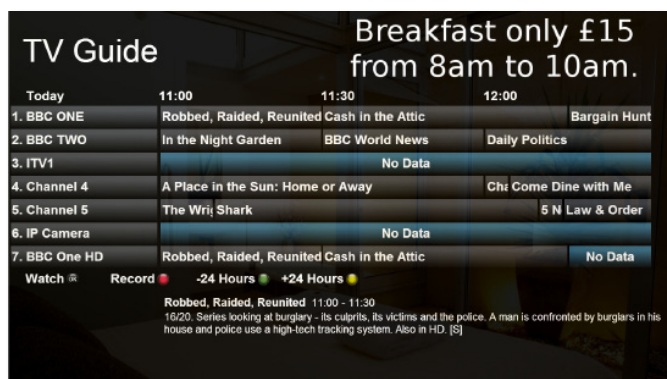 TV Guide
Breakfast only £15
from 8am to 10am.
Today 11:00 11:30 12:00
1. BBC ONE Robbed, Raided, Reunited Cash in the Attic Bargain Hunt
2. BBC TWO In the Night Garden BBC World News Daily Politics
3. ITV1 No Data
4. Channel 4 A Place in the Sun: Home or Away Cha Come Dine with Me
5. Channel 5 The Wri Shark 5 N Law & Order
6. IP Camera No Data
7. BBC One HD Robbed, Raided, Reunited Cash in the Attic No Data
Watch Record -24 Hours +24 Hours
Robbed, Raided, Reunited 11:00 - 11:30
16/20. Series looking at burglary - its culprits, its victims and the police. A man is confronted by burglars in his
house and police use a high-tech tracking system. Also in HD. [S]